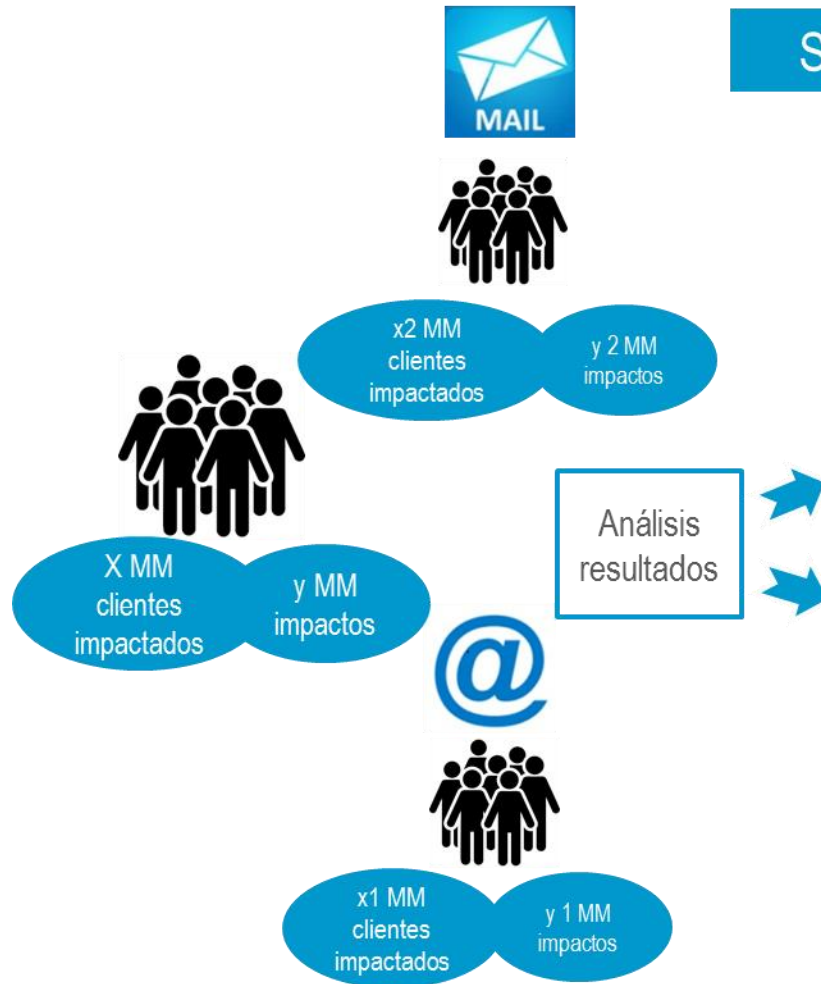 MAIL
S
x2 MM
clientes
impactados
y 2 MM
impactos
X MM
clientes
impactados
y MM
impactos
Análisis
resultados
@
x1 MM
clientes
impactados
y 1 MM
impactos